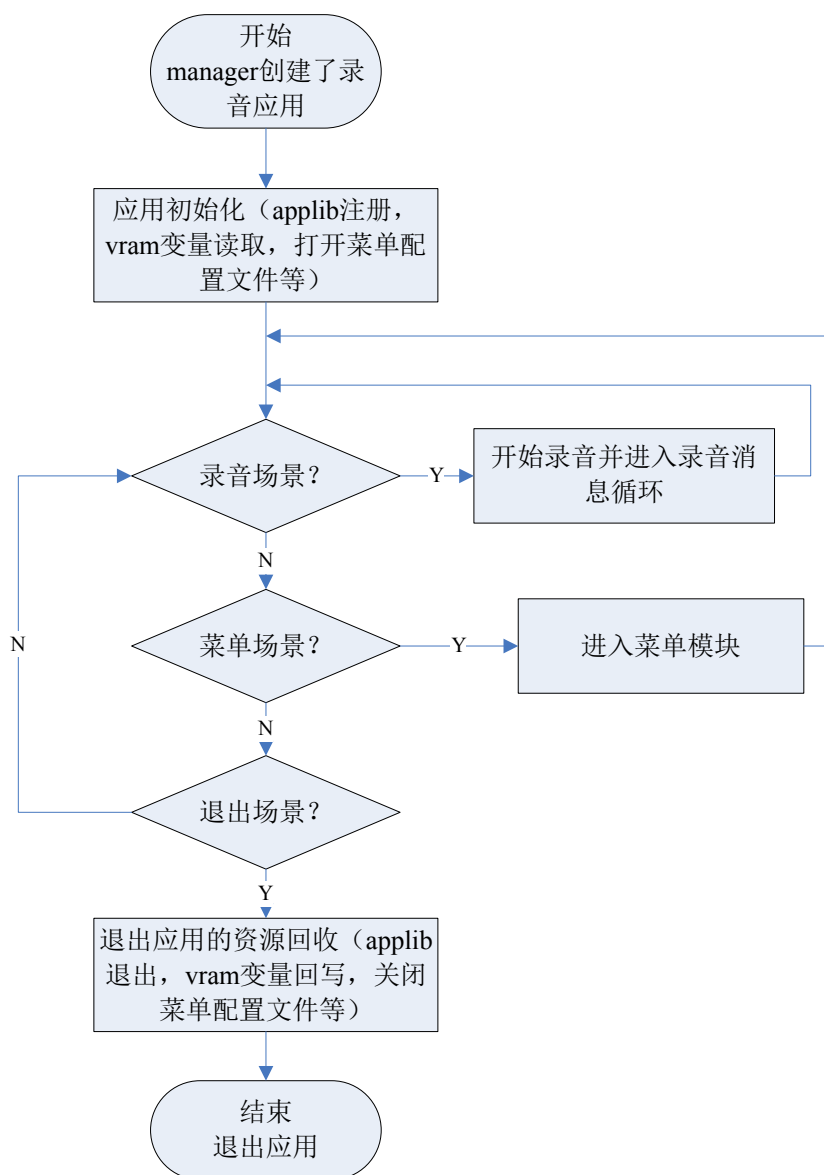 开始
manager创建了录
音应用
应用初始化（applib注册，
vram变量读取，打开菜单配
置文件等）
录音场景？
Y
开始录音并进入录音消
息循环
N
菜单场景？
Y
进入菜单模块
N
N
退出场景？
Y
退出应用的资源回收（applib
退出，vram变量回写，关闭
菜单配置文件等）
结束
退出应用